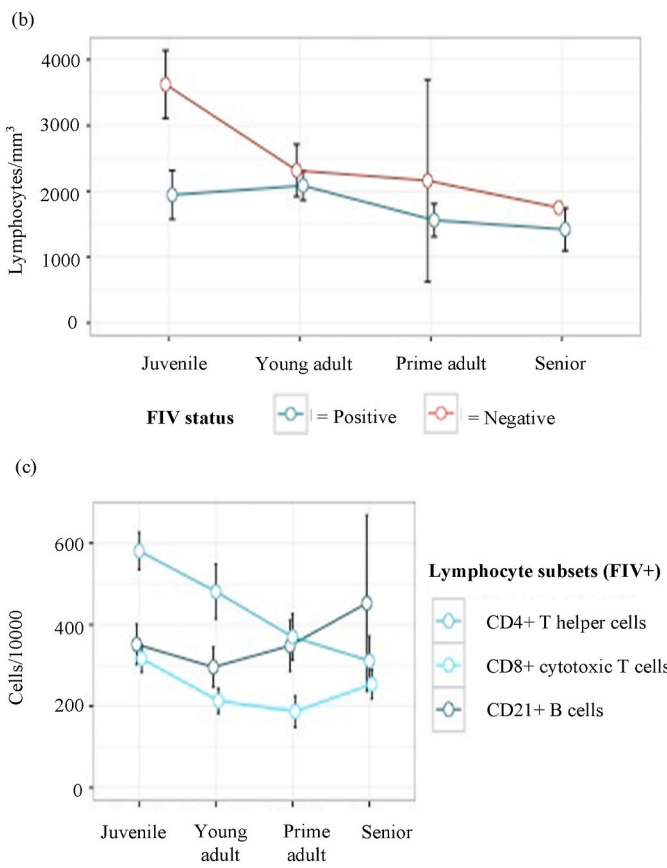 (b)
Lymphocytes/mm³
4000
3000
2000
1000
0
Juvenile Young adult Prime adult Senior
FIV status = Positive = Negative
(c)
Cells/10000
600
400
200
0
Juvenile Young adult Prime adult Senior
Lymphocyte subsets (FIV+)
CD4+ T helper cells
CD8+ cytotoxic T cells
CD21+ B cells